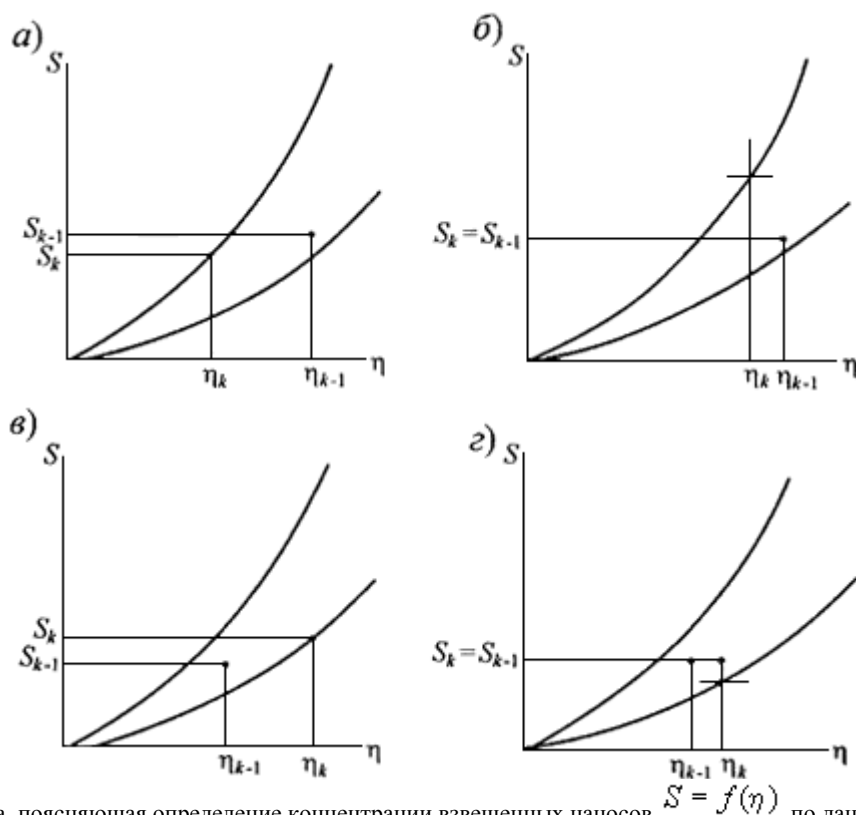 а)
S
S_{k-1}
S_k
η_k
η_{k-1}
η
б)
S
S_k = S_{k-1}
η_k
η_{k-1}
η
в)
S
S_k
S_{k-1}
η_{k-1}
η_k
η
г)
S
S_k = S_{k-1}
η_{k-1}
η_k
η
поясняющая определение концентрации взвешенных наносов S = f(η) по